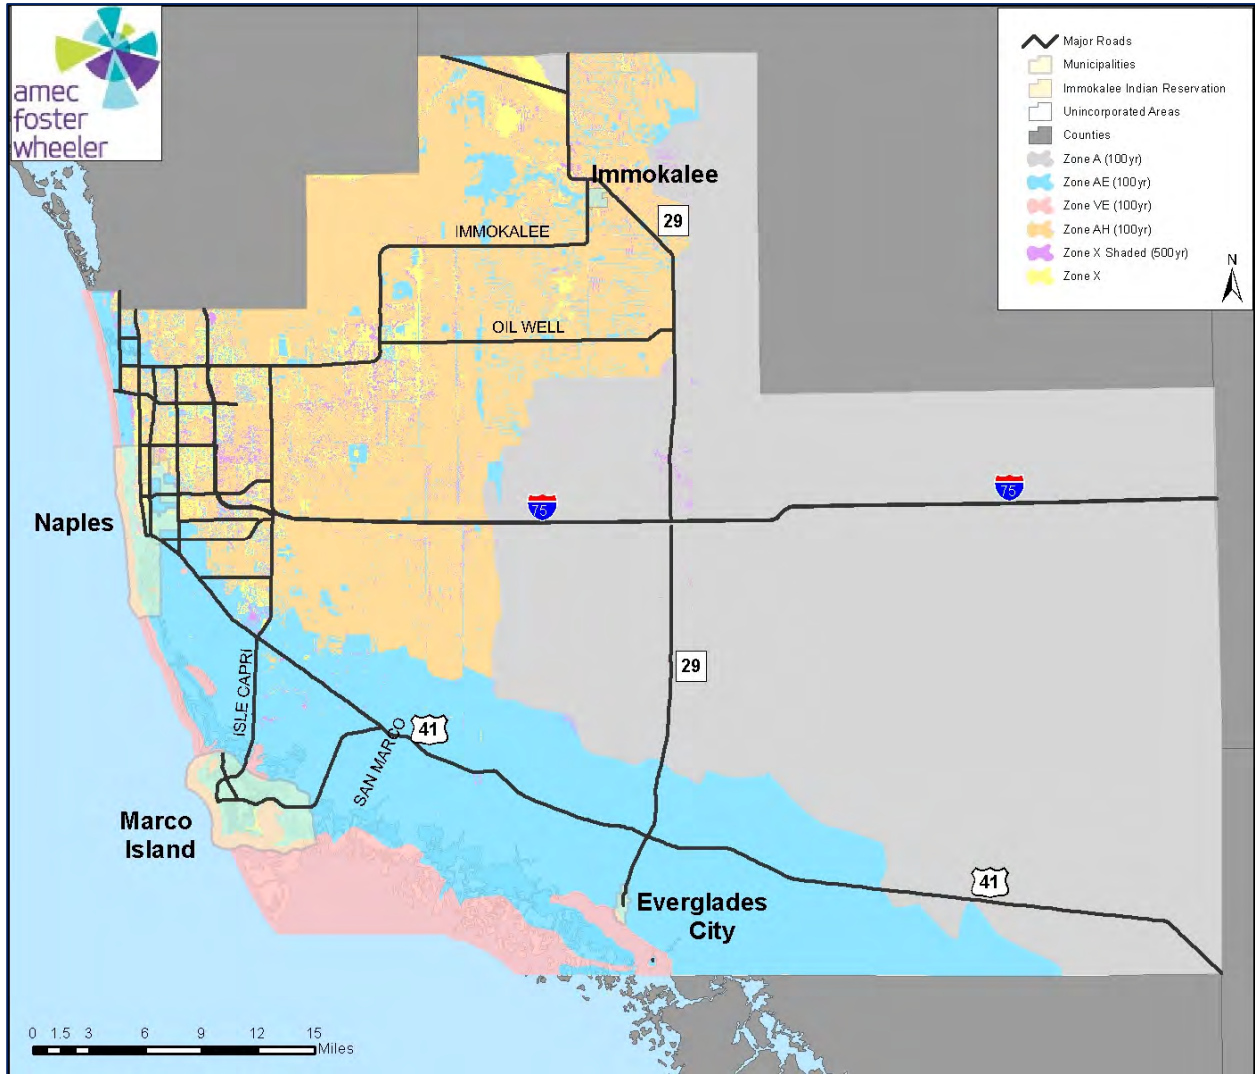 amec
foster
wheeler
Major Roads
Municipalities
Immokalee Indian Reservation
Unincorporated Areas
Counties
Zone A (100yr)
Zone AE (100yr)
Zone VE (100yr)
Zone AH (100yr)
Zone X Shaded (500yr)
Zone X
N
Immokalee
29
IMMOKALEE
OIL WELL
75
75
Naples
29
ISLE CAPRI
SAN MARCO
41
Marco
Island
41
Everglades
City
0 1.5 3 6 9 12 15
Miles